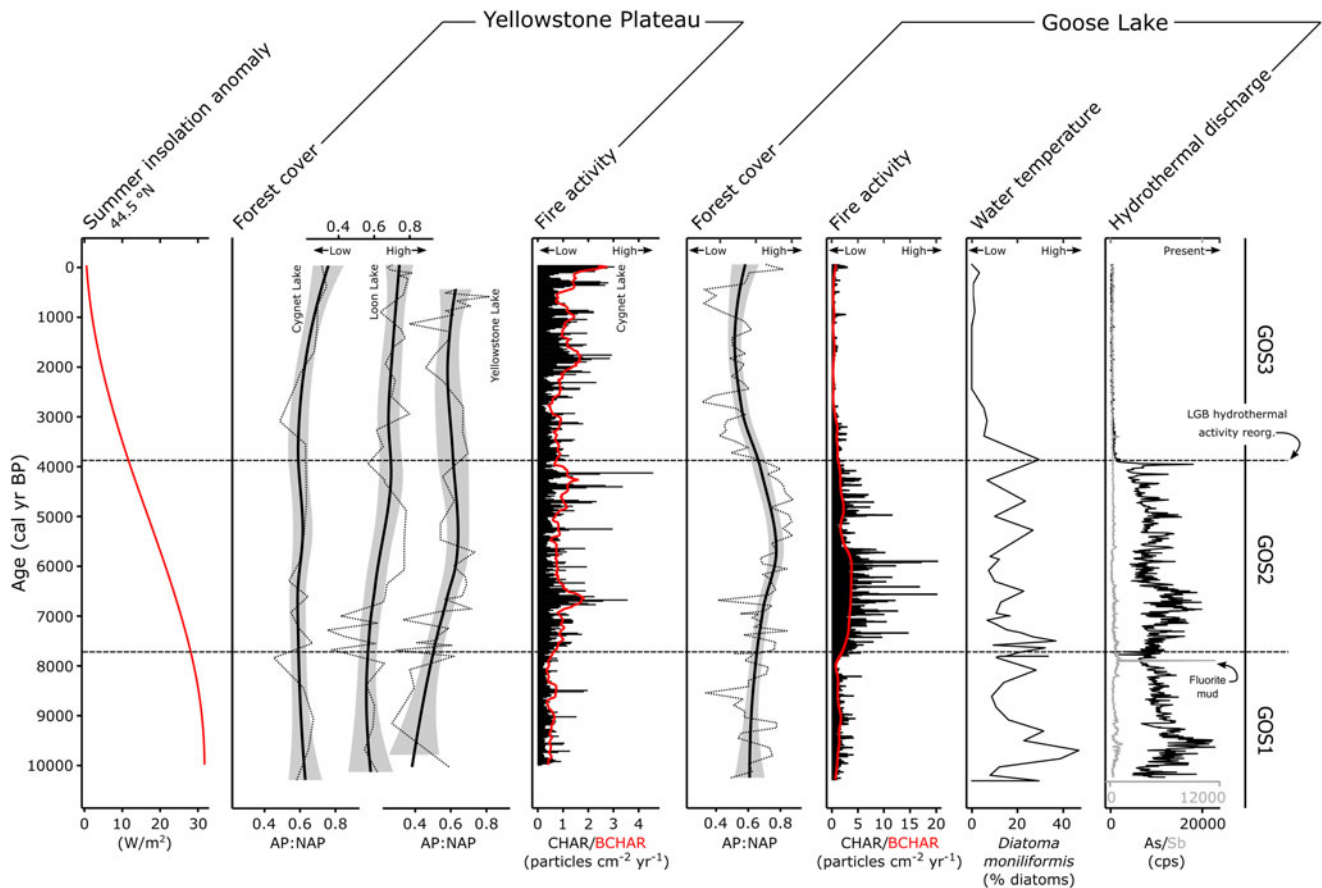 Yellowstone Plateau
Goose Lake
Summer insolation anomaly
44.5 °N
Forest cover
Fire activity
Forest cover
Fire activity
Water temperature
Hydrothermal discharge
0.4 0.6 0.8
Low High
Low High
Low High
Low High
Low High
Present
Cygnet Lake
Loon Lake
Yellowstone Lake
Cygnet Lake
Age (cal yr BP)
0
1000
2000
3000
4000
5000
6000
7000
8000
9000
10000
GOS3
GOS2
GOS1
LGB hydrothermal
activity reorg.
Fluorite
mud
0 12000
0 10 20 30
0.4 0.6 0.8
0.4 0.6 0.8
0 1 2 3 4
0.4 0.6 0.8
0 5 10 15 20
0 20 40
0 20000
(W/m²)
AP:NAP
AP:NAP
CHAR/BCHAR
(particles cm⁻² yr⁻¹)
AP:NAP
CHAR/BCHAR
(particles cm⁻² yr⁻¹)
Diatoma
moniliformis
(% diatoms)
As/Sb
(cps)